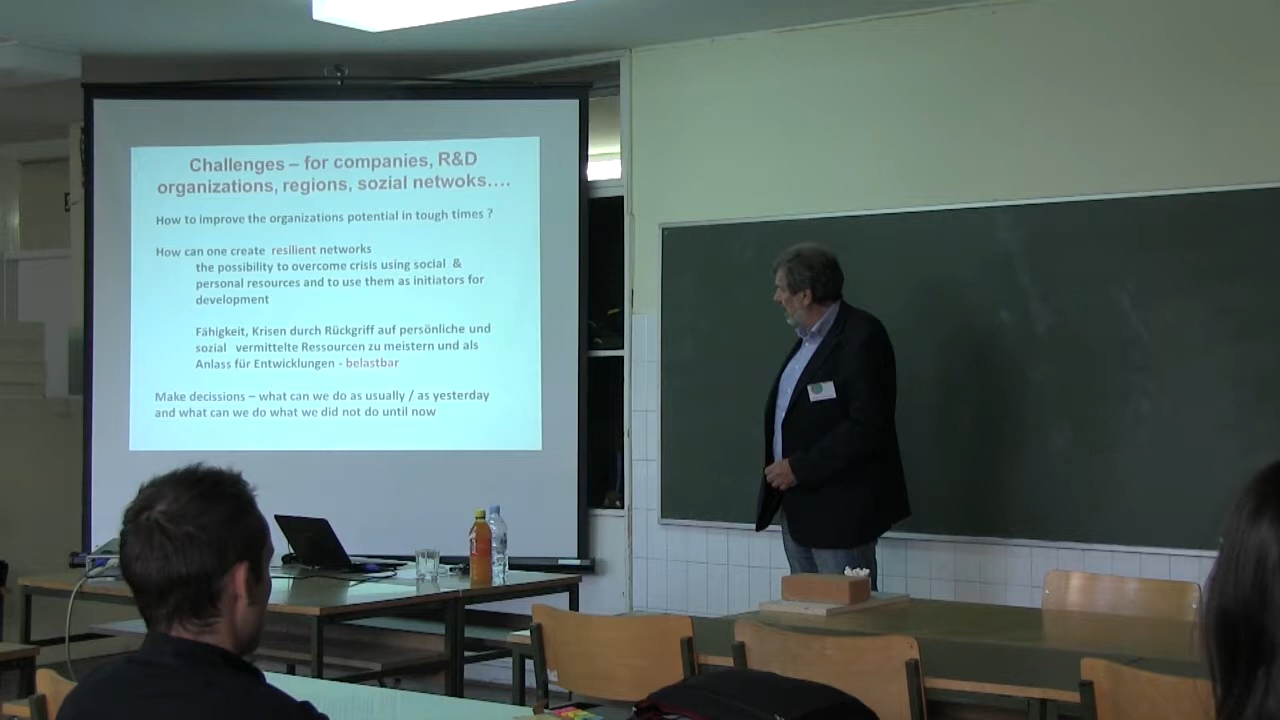 Challenges – for companies, R&D
organizations, regions, sozial netwoks….
How to improve the organizations potential in tough times ?
How can one create resilient networks
the possibility to overcome crisis using social &
personal resources and to use them as initiators for
development
Fähigkeit, Krisen durch Rückgriff auf persönliche und
sozial vermittelte Ressourcen zu meistern und als
Anlass für Entwicklungen - belastbar
Make decissions – what can we do as usually / as yesterday
and what can we do what we did not do until now